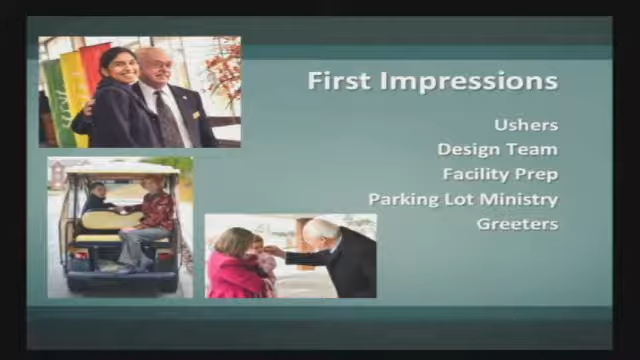 First Impressions
Ushers
Design Team
Facility Prep
Parking Lot Ministry
Greeters